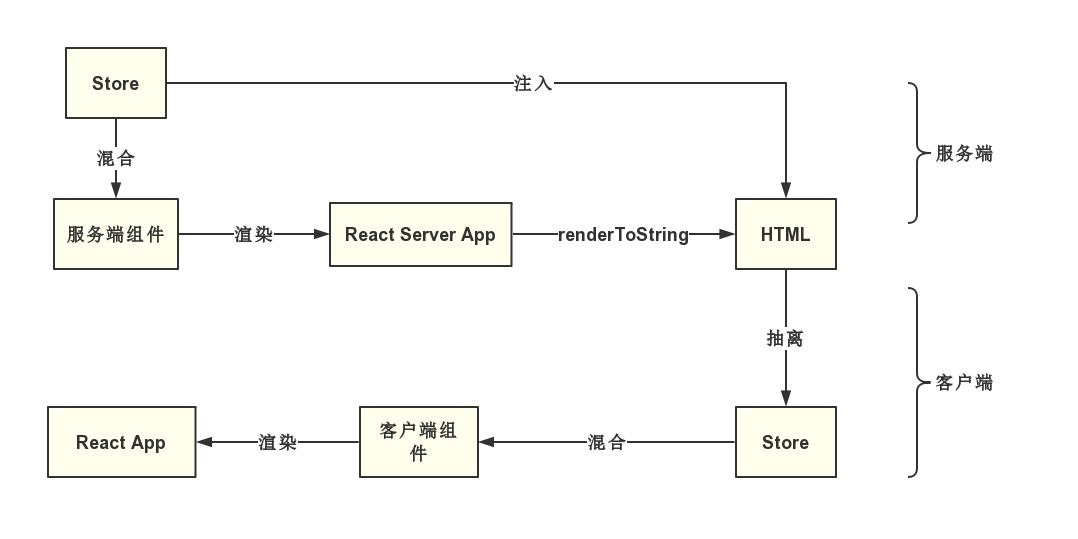 Store
注入
混合
服务端
服务端组件
渲染
React Server App
renderToString
HTML
抽离
客户端
React App
渲染
客户端组
件
混合
Store